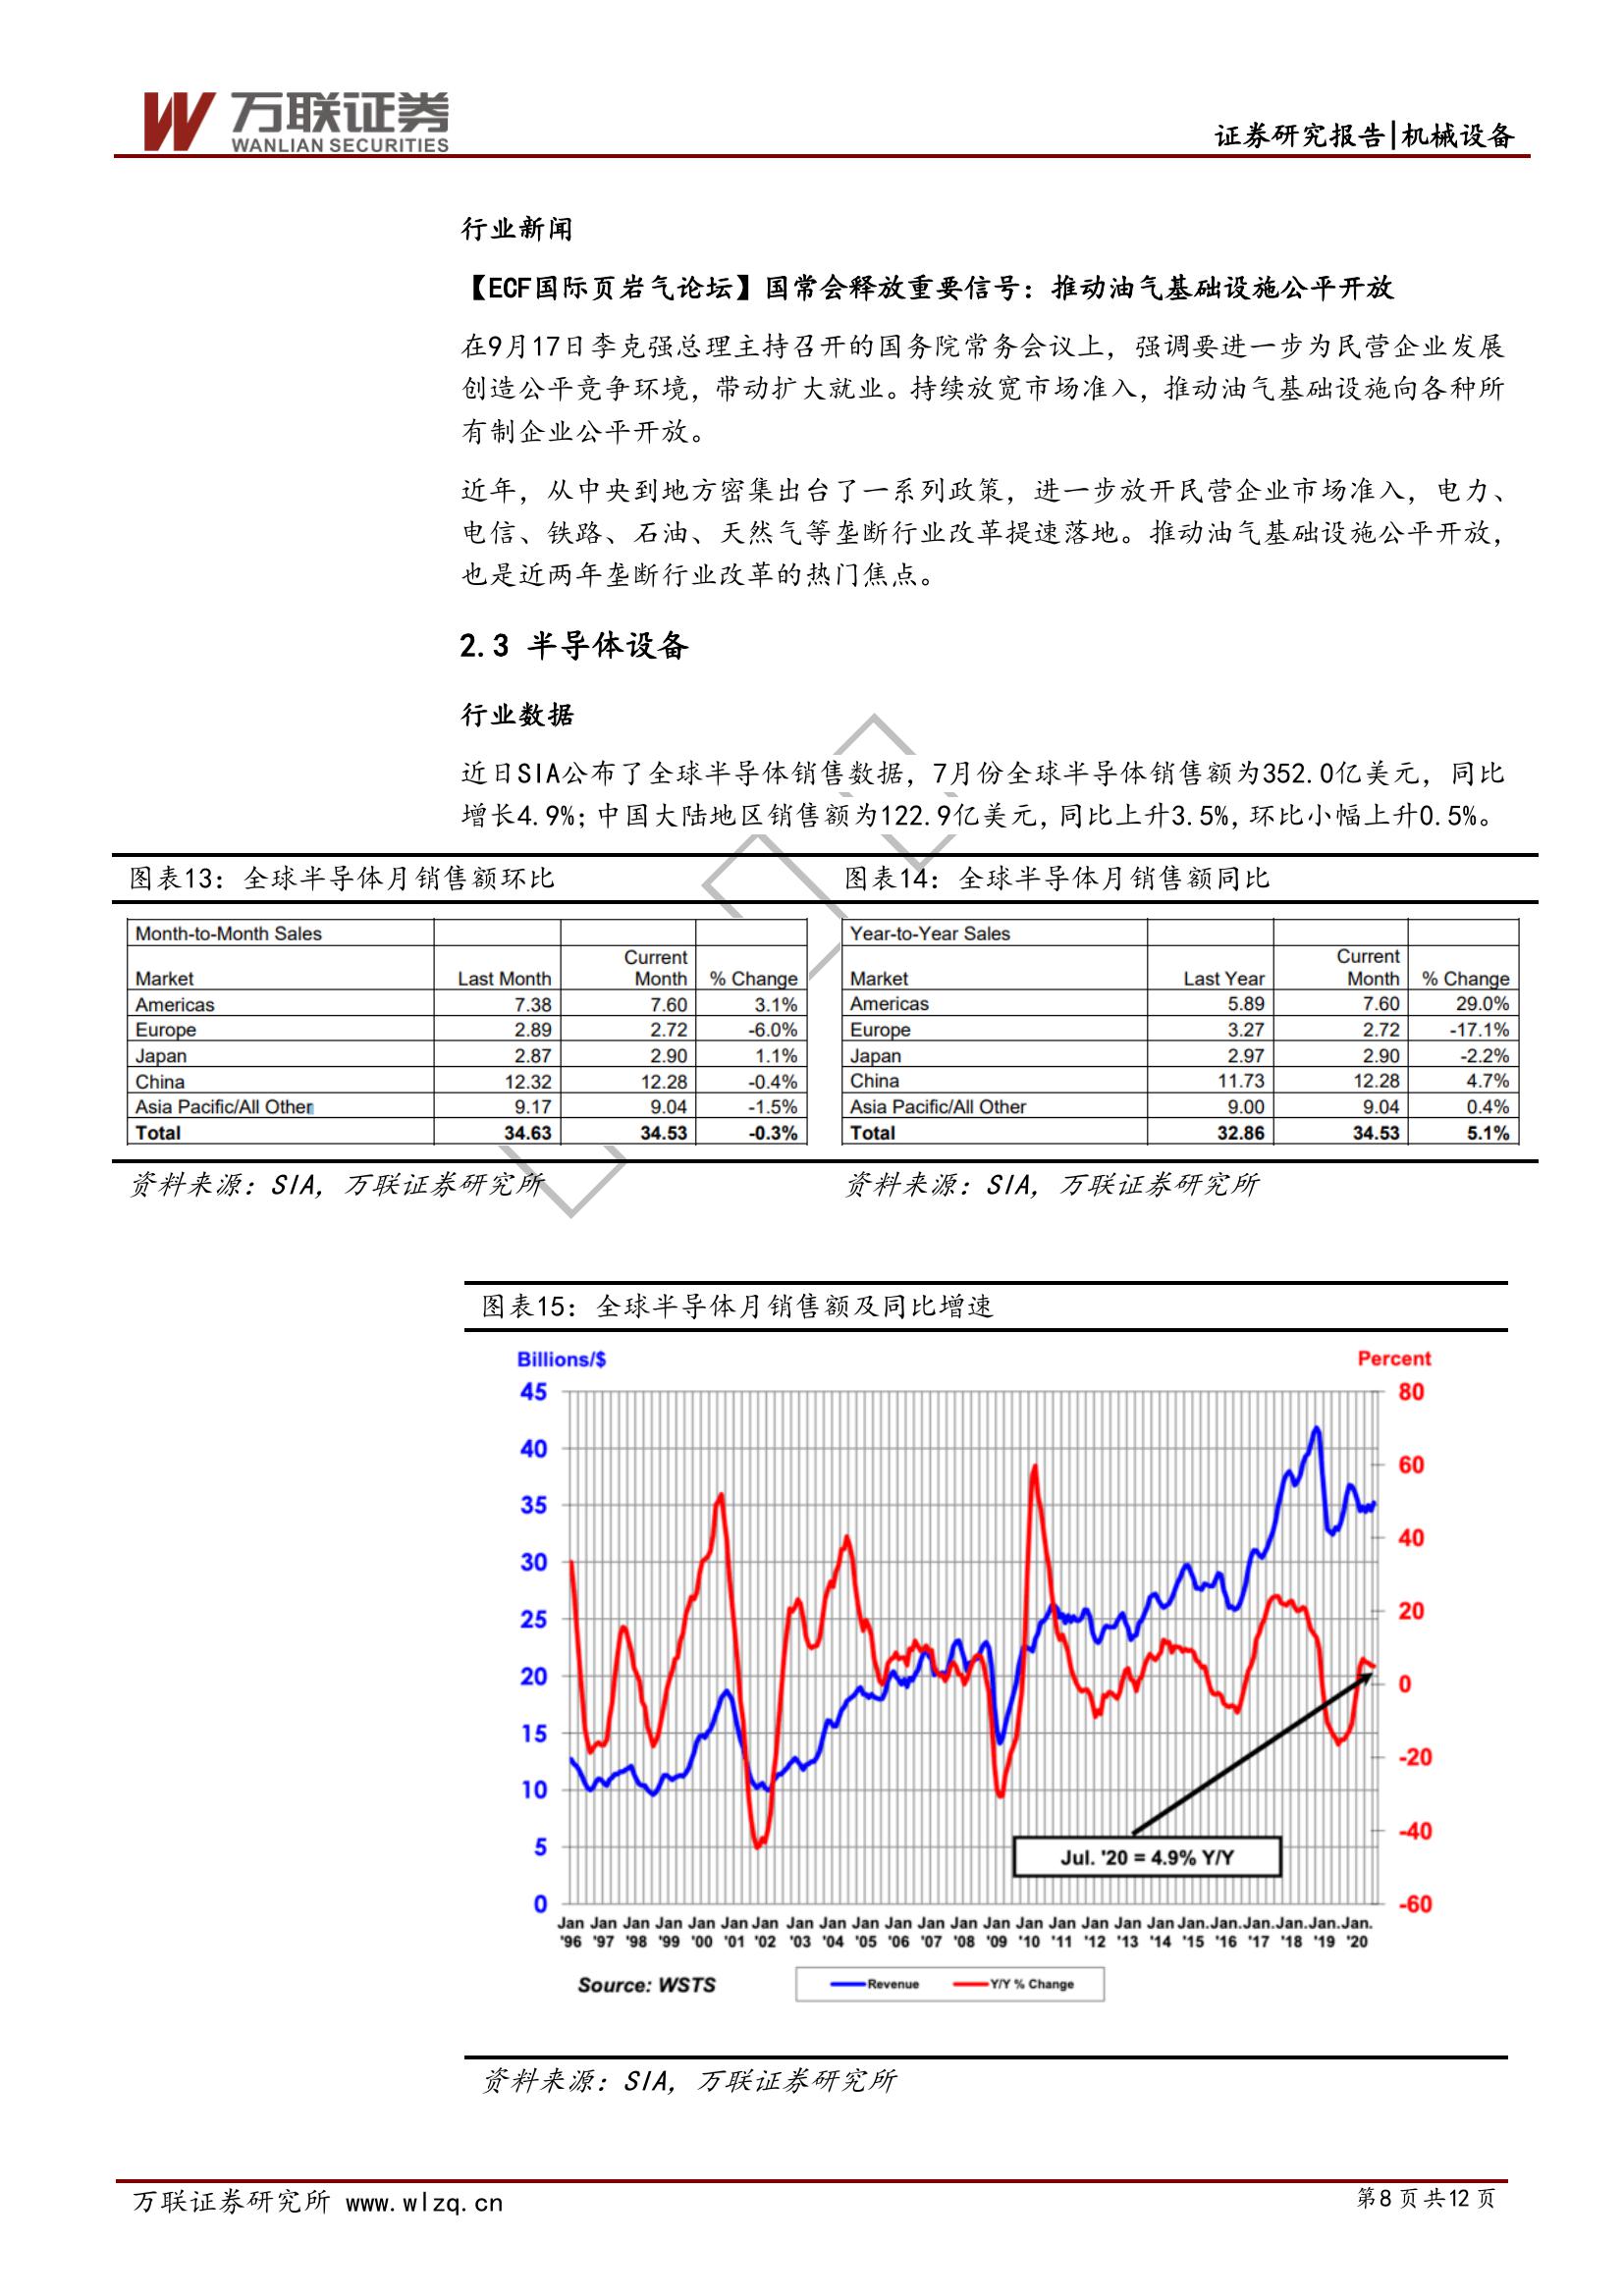 万联证券
WANLIAN SECURITIES
证券研究报告|机械设备
行业新闻
【ECF国际页岩气论坛】国常会释放重要信号：推动油气基础设施公平开放
在9月17日李克强总理主持召开的国务院常务会议上，强调要进一步为民营企业发展
创造公平竞争环境，带动扩大就业。持续放宽市场准入，推动油气基础设施向各种所
有制企业公平开放。
近年，从中央到地方密集出台了一系列政策，进一步放开民营企业市场准入，电力、
电信、铁路、石油、天然气等垄断行业改革提速落地。推动油气基础设施公平开放，
也是近两年垄断行业改革的热门焦点。
2.3 半导体设备
行业数据
近日SIA公布了全球半导体销售数据，7月份全球半导体销售额为352.0亿美元，同比
增长4.9%；中国大陆地区销售额为122.9亿美元，同比上升3.5%，环比小幅上升0.5%。
图表13：全球半导体月销售额环比
Month-to-Month Sales
Market Last Month Current Month % Change
Americas 7.38 7.60 3.1%
Europe 2.89 2.72 -6.0%
Japan 2.87 2.90 1.1%
China 12.32 12.28 -0.4%
Asia Pacific/All Other 9.17 9.04 -1.5%
Total 34.63 34.53 -0.3%
资料来源：SIA，万联证券研究所
图表14：全球半导体月销售额同比
Year-to-Year Sales
Market Last Year Current Month % Change
Americas 5.89 7.60 29.0%
Europe 3.27 2.72 -17.1%
Japan 2.97 2.90 -2.2%
China 11.73 12.28 4.7%
Asia Pacific/All Other 9.00 9.04 0.4%
Total 32.86 34.53 5.1%
资料来源：SIA，万联证券研究所
图表15：全球半导体月销售额及同比增速
Billions/$ Percent
45 80
40
60
35
40
30
25 20
20 0
15
-20
10
-40
5
0 -60
Jul. '20 = 4.9% Y/Y
Jan Jan Jan Jan Jan Jan Jan Jan Jan Jan Jan Jan Jan Jan Jan Jan Jan Jan Jan Jan. Jan. Jan. Jan. Jan. Jan.
'96 '97 '98 '99 '00 '01 '02 '03 '04 '05 '06 '07 '08 '09 '10 '11 '12 '13 '14 '15 '16 '17 '18 '19 '20
Source: WSTS Revenue Y/Y % Change
资料来源：SIA，万联证券研究所
万联证券研究所 www.wlzq.cn 第8页共12页